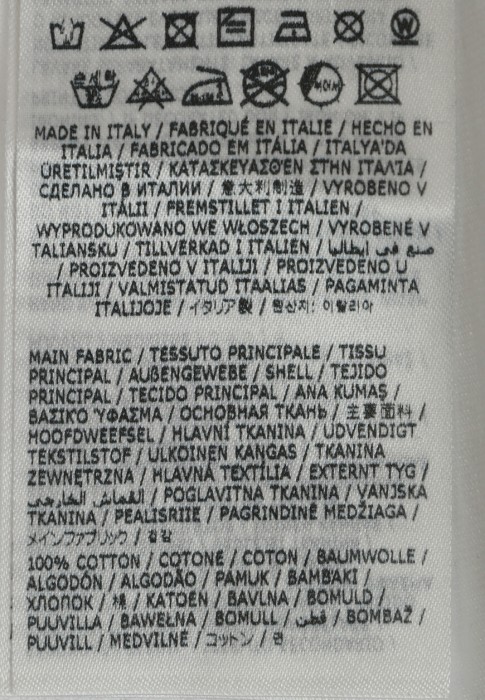 MADE IN ITALY / FABRIQUÉ EN ITALIE / HECHO EN
ITALIA / FABRICADO EM ITÁLIA / ITALYA'DA
ÜRETILMIŞTIR / ΚΑΤΑΣΚΕΥΑΣΘΕΝ ΣΤΗΝ ΙΤΑΛΊΑ /
СДЕЛАНО В ИТАЛИИ / 意大利制造 / VYROBENO V
ITÁLII / FREMSTILLET I ITALIEN /
WYPRODUKOWANO WE WŁOSZECH / VYROBENÉ V
TALIANSKU / TILLVERKAD I ITALIEN / صنع في إيطاليا
/ PROIZVEDENO V ITALIJI / PROIZVEDENO U
ITALIJI / VALMISTATUD ITAALIAS / PAGAMINTA
ITALIJOJE / イタリア製 / 원산지: 이탈리아
MAIN FABRIC / TESSUTO PRINCIPALE / TISSU
PRINCIPAL / AUßENGEWEBE / SHELL / TEJIDO
PRINCIPAL / TECIDO PRINCIPAL / ANA KUMAŞ /
ΒΑΣΙΚΟ ΎΦΑΣΜΑ / ОСНОВНАЯ ТКАНЬ / 主要面料 /
HOOFDWEEFSEL / HLAVNÍ TKANINA / UDVENDIGT
TEKSTILSTOF / ULKOINEN KANGAS / TKANINA
ZEWNĘTRZNA / HLAVNÁ TEXTÍLIA / EXTERNT TYG /
القماش الخارجي / POGLAVITNA TKANINA / VANJSKA
TKANINA / PEALISRIIE / PAGRINDINĖ MEDŽIAGA /
メインファブリック / 겉감
100% COTTON / COTONE / COTON / BAUMWOLLE /
ALGODÓN / ALGODÃO / PAMUK / ΒΑΜΒΑΚΙ /
ХЛОПОК / 棉 / KATOEN / BAVLNA / BOMULD /
PUUVILLA / BAWEŁNA / BOMULL / قطن / BOMBAŽ /
PUUVILL / MEDVILNĖ / コットン / 면